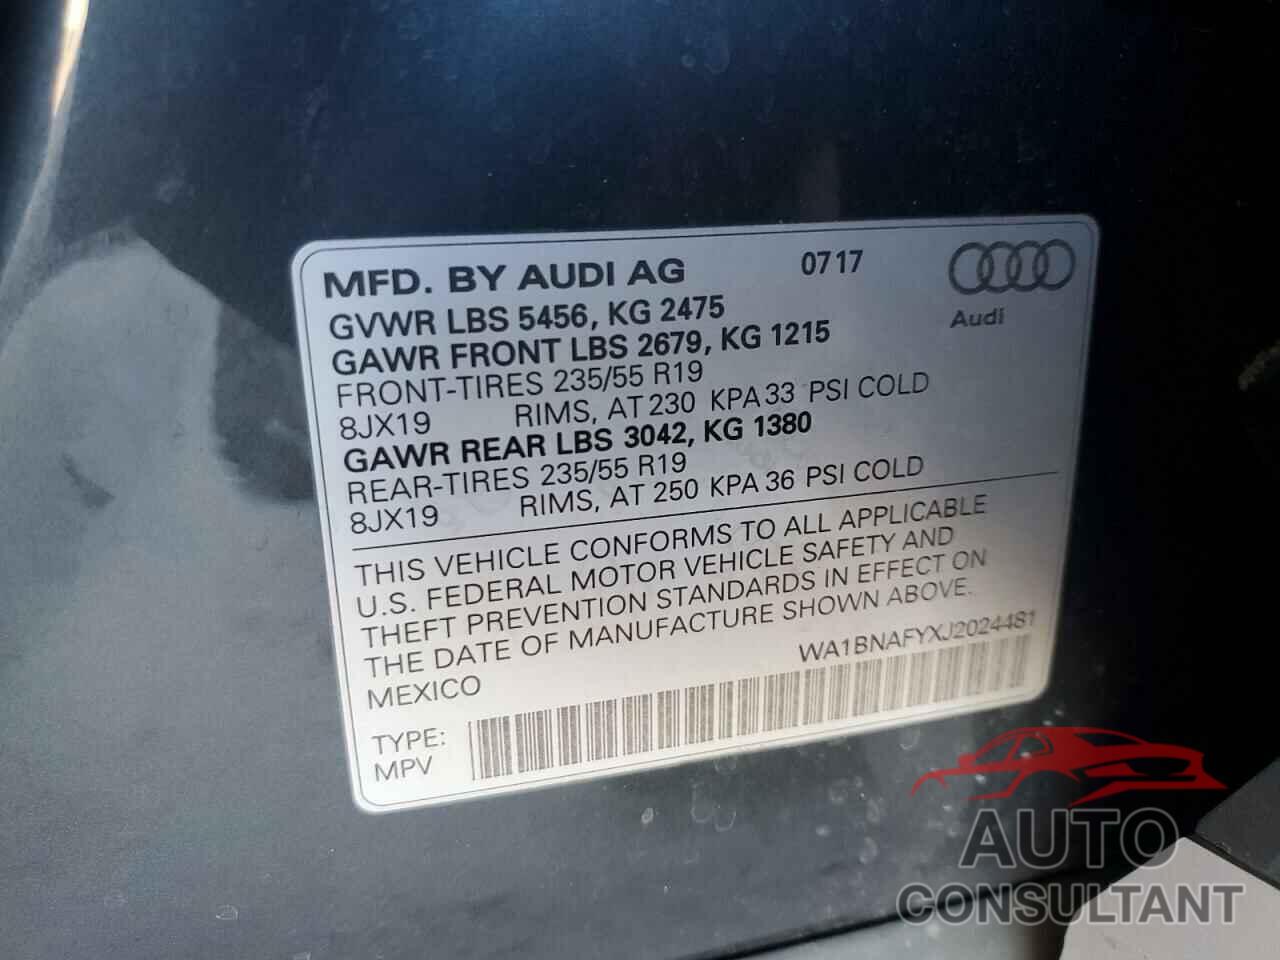 MFD. BY AUDI AG 0717
Audi
GVWR LBS 5456, KG 2475
GAWR FRONT LBS 2679, KG 1215
FRONT-TIRES 235/55 R19
8JX19 RIMS, AT 230 KPA 33 PSI COLD
GAWR REAR LBS 3042, KG 1380
REAR-TIRES 235/55 R19
8JX19 RIMS, AT 250 KPA 36 PSI COLD
THIS VEHICLE CONFORMS TO ALL APPLICABLE
U.S. FEDERAL MOTOR VEHICLE SAFETY AND
THEFT PREVENTION STANDARDS IN EFFECT ON
THE DATE OF MANUFACTURE SHOWN ABOVE.
MEXICO WA1BNAFYXJ2024481
TYPE:
MPV
AUTO
CONSULTANT